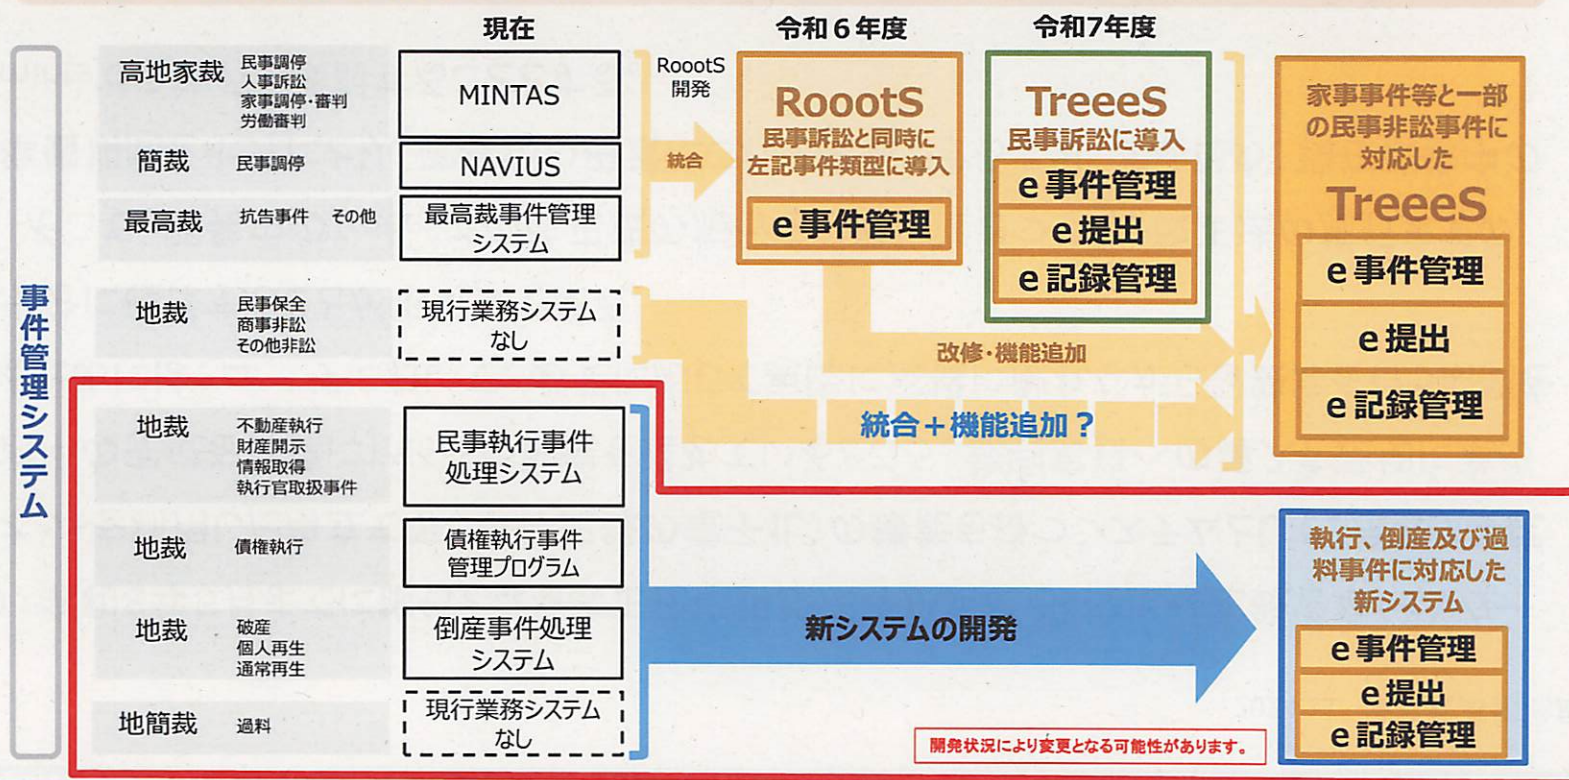 現在
令和6年度
令和7年度
事件管理システム
高地家裁
民事調停
人事訴訟
家事調停・審判
労働審判
MINTAS
簡裁
民事調停
NAVIUS
最高裁
抗告事件 その他
最高裁事件管理
システム
地裁
民事保全
商事非訟
その他非訟
現行業務システム
なし
RoootS
開発
統合
RoootS
民事訴訟と同時に
左記事件類型に導入
e事件管理
TreeeS
民事訴訟に導入
e事件管理
e提出
e記録管理
改修・機能追加
統合+機能追加?
家事事件等と一部
の民事非訟事件に
対応した
TreeeS
e事件管理
e提出
e記録管理
地裁
不動産執行
財産開示
情報取得
執行官取扱事件
民事執行事件
処理システム
地裁
債権執行
債権執行事件
管理プログラム
地裁
破産
個人再生
通常再生
倒産事件処理
システム
地簡裁
過料
現行業務システム
なし
新システムの開発
執行、倒産及び過
料事件に対応した
新システム
e事件管理
e提出
e記録管理
開発状況により変更となる可能性があります。